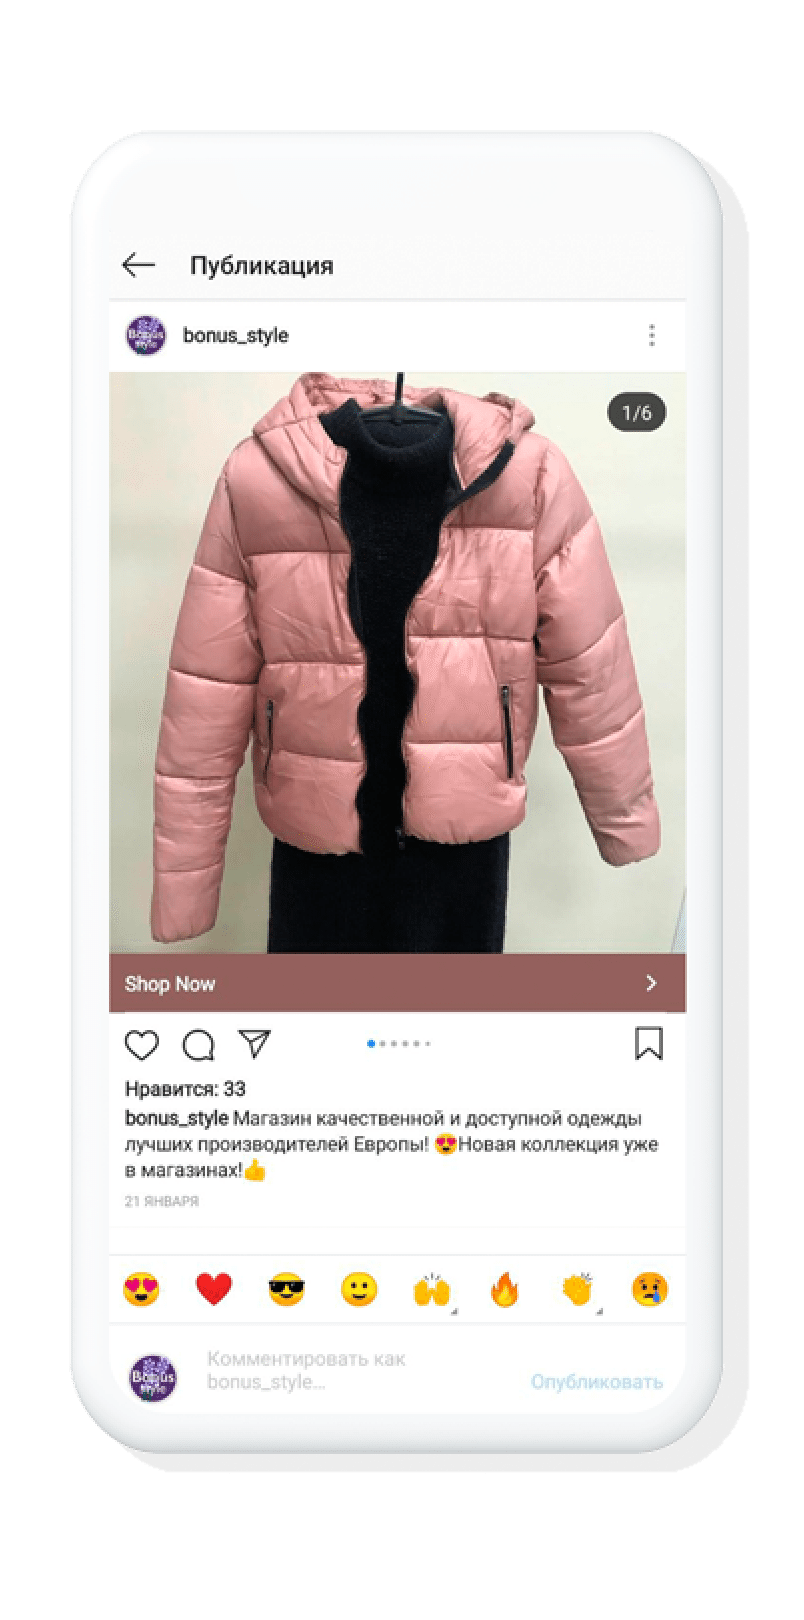 Публикация
Bonus style
bonus_style
1/6
Shop Now
Нравится: 33
bonus_style Магазин качественной и доступной одежды
лучших производителей Европы! 😍Новая коллекция уже
в магазинах!👍
21 ЯНВАРЯ
Комментировать как
bonus_style...
Опубликовать
Bonus style